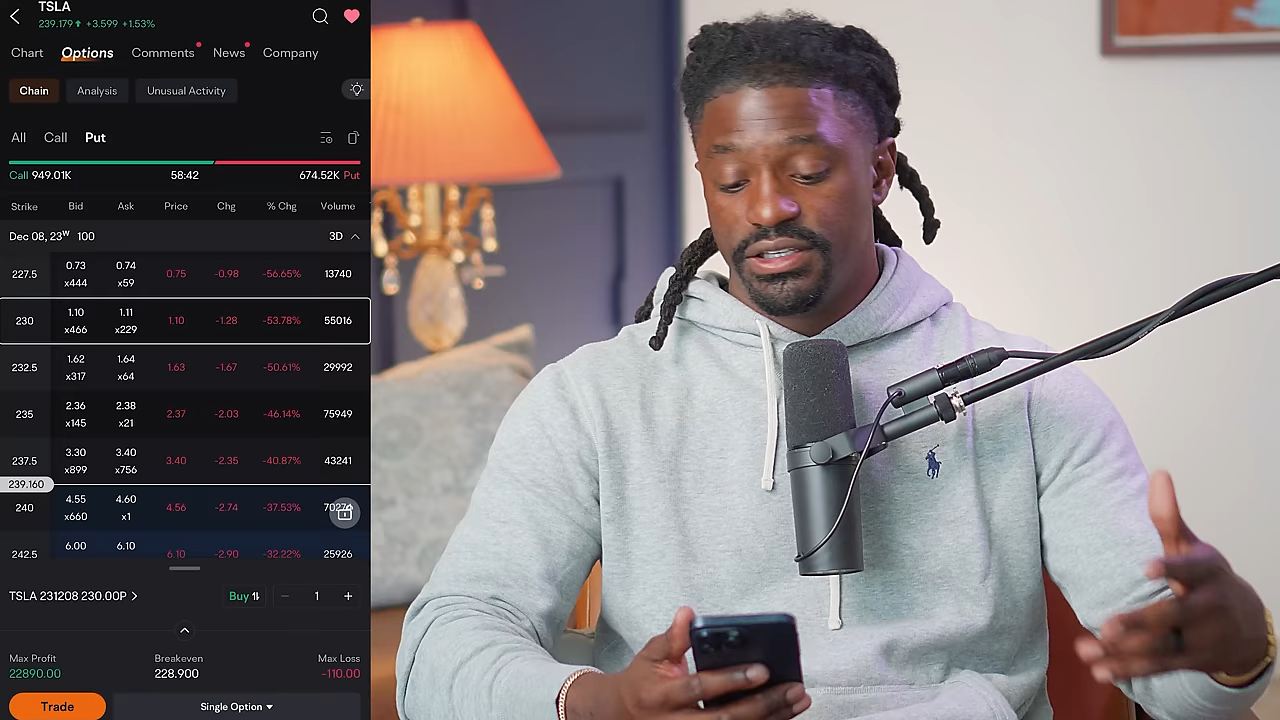 TSLA
239.179 +3.599 +1.53%
Chart Options Comments News Company
Chain Analysis Unusual Activity
All Call Put
Call 949.01K 58:42 674.52K Put
Strike Bid Ask Price Chg % Chg Volume
Dec 08, 23W 100 3D
227.5 0.73 x444 0.74 x59 0.75 -0.98 -56.65% 13740
230 1.10 x466 1.11 x229 1.10 -1.28 -53.78% 55016
232.5 1.62 x317 1.64 x64 1.63 -1.67 -50.61% 29992
235 2.36 x145 2.38 x21 2.37 -2.03 -46.14% 75949
237.5 3.30 x899 3.40 x756 3.40 -2.35 -40.87% 43241
239.160
240 4.55 x660 4.60 x1 4.56 -2.74 -37.53%
242.5 6.00 6.10 6.10 -2.90 -32.22% 25926
TSLA 231208 230.00P Buy 1
Max Profit Breakeven Max Loss
22890.00 228.900 -110.00
Trade Single Option